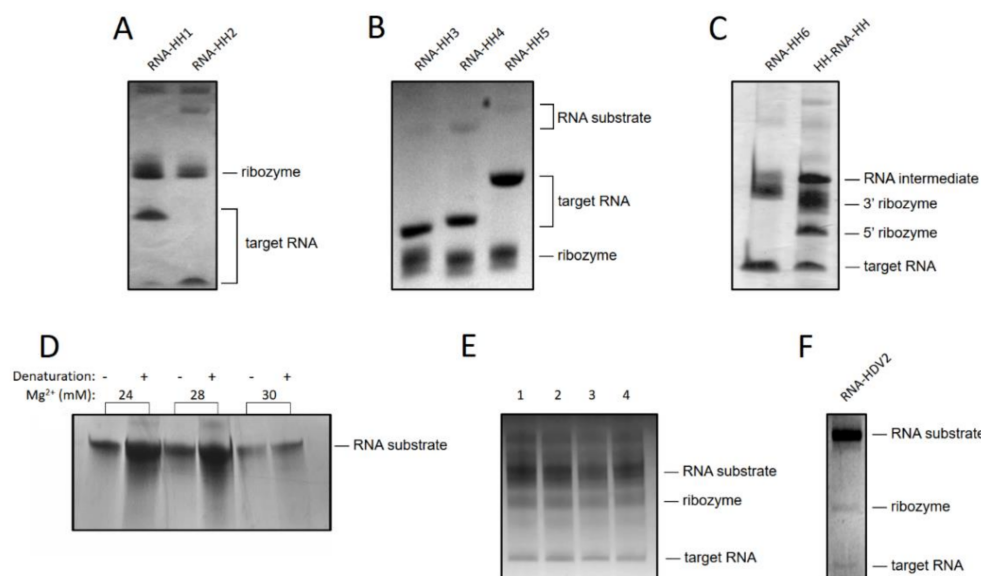 A
RNA-HH1
RNA-HH2
ribozyme
target RNA
B
RNA-HH3
RNA-HH4
RNA-HH5
RNA substrate
target RNA
ribozyme
C
RNA-HH6
HH-RNA-HH
RNA intermediate
3' ribozyme
5' ribozyme
target RNA
D
Denaturation: - + - + - +
Mg²⁺ (mM): 24 28 30
RNA substrate
E
1 2 3 4
RNA substrate
ribozyme
target RNA
F
RNA-HDV2
RNA substrate
ribozyme
target RNA